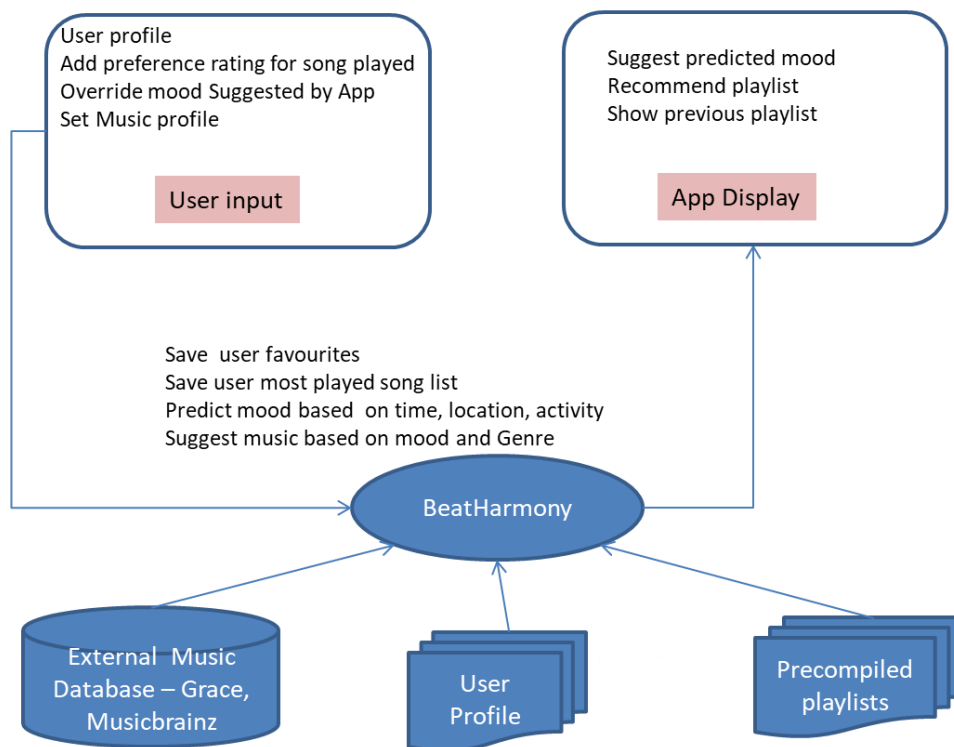 User profile
Add preference rating for song played
Override mood Suggested by App
Set Music profile
User input
Suggest predicted mood
Recommend playlist
Show previous playlist
App Display
Save user favourites
Save user most played song list
Predict mood based on time, location, activity
Suggest music based on mood and Genre
BeatHarmony
External Music
Database – Grace,
Musicbrainz
User
Profile
Precompiled
playlists